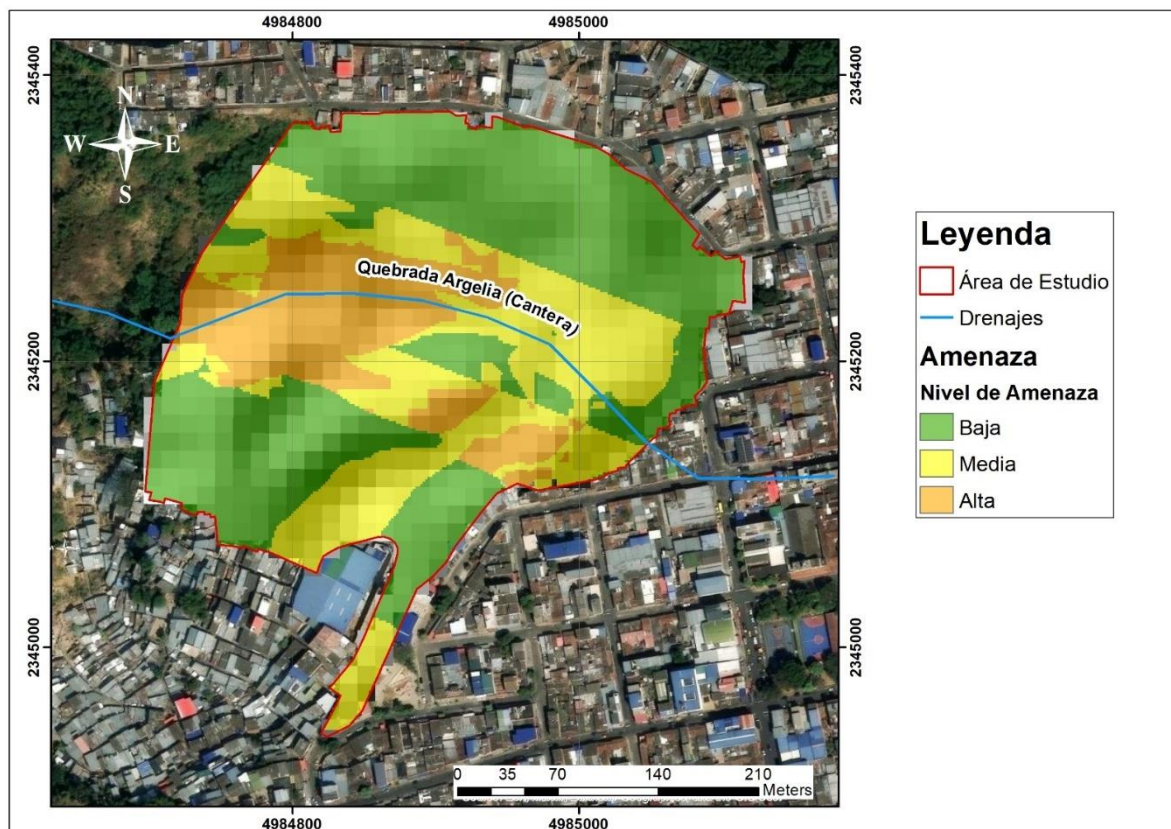 4984800
4985000
2345400
2345400
N
W
E
S
Quebrada Argelia (Cantera)
2345200
2345200
2345000
2345000
0
35
70
140
210
Meters
4984800
4985000
Leyenda
Área de Estudio
Drenajes
Amenaza
Nivel de Amenaza
Baja
Media
Alta